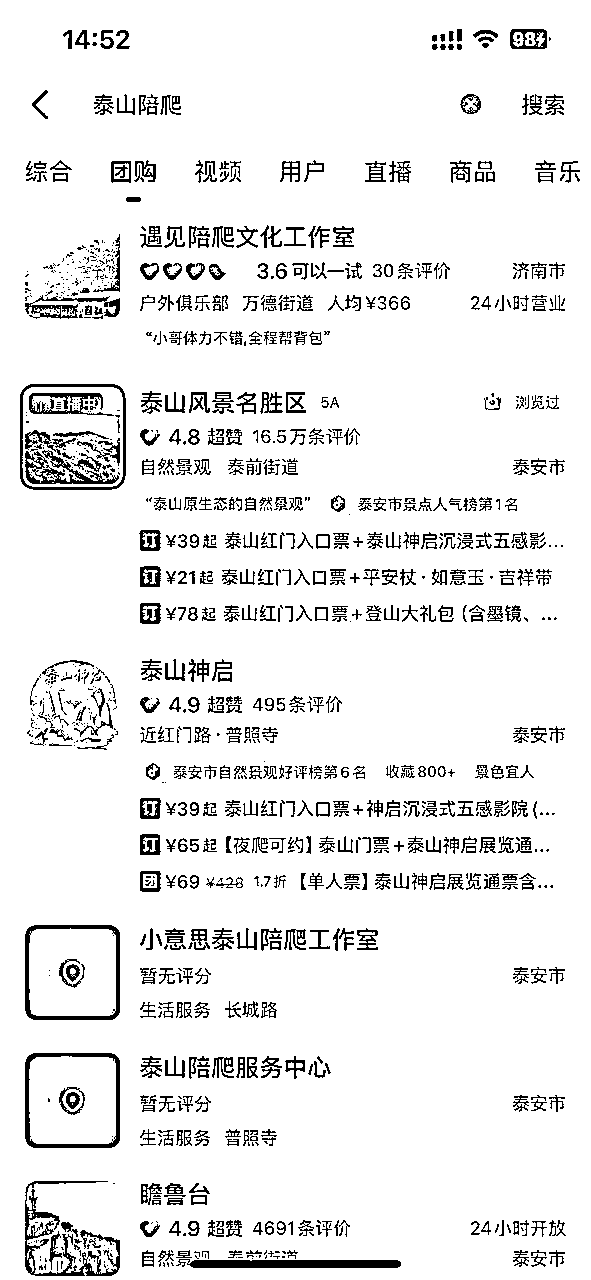 14:52
98
泰山陪爬 搜索
综合 团购 视频 用户 直播 商品 音乐
遇见陪爬文化工作室
3.6 可以一试 30条评价 济南市
户外俱乐部 万德街道 人均¥366 24小时营业
“小哥体力不错,全程帮背包”
直播中
泰山风景名胜区 5A 浏览过
4.8 超赞 16.5万条评价
自然景观 泰前街道 泰安市
“泰山原生态的自然景观” 泰安市景点人气榜第1名
订 ¥39起 泰山红门入口票+泰山神启沉浸式五感影...
订 ¥21起 泰山红门入口票+平安杖·如意玉·吉祥带
订 ¥78起 泰山红门入口票+登山大礼包 (含墨镜、...
泰山神启
泰山神启
4.9 超赞 495条评价
近红门路·普照寺 泰安市
泰安市自然景观好评榜第6名 收藏800+ 景色宜人
订 ¥39起 泰山红门入口票+神启沉浸式五感影院 (...
订 ¥65起 【夜爬可约】泰山门票+泰山神启展览通...
团 ¥69 ¥428 1.7折 【单人票】泰山神启展览通票含...
小意思泰山陪爬工作室
暂无评分 泰安市
生活服务 长城路
泰山陪爬服务中心
暂无评分 泰安市
生活服务 普照寺
瞻鲁台
4.9 超赞 4691条评价 24小时开放
自然景观 泰前街道 泰安市